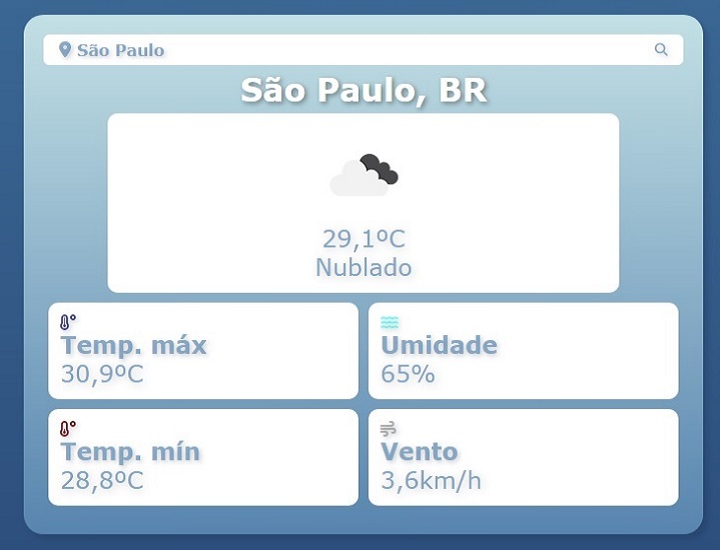 São Paulo
São Paulo, BR
29,1ºC
Nublado
Temp. máx
30,9ºC
Umidade
65%
Temp. mín
28,8ºC
Vento
3,6km/h